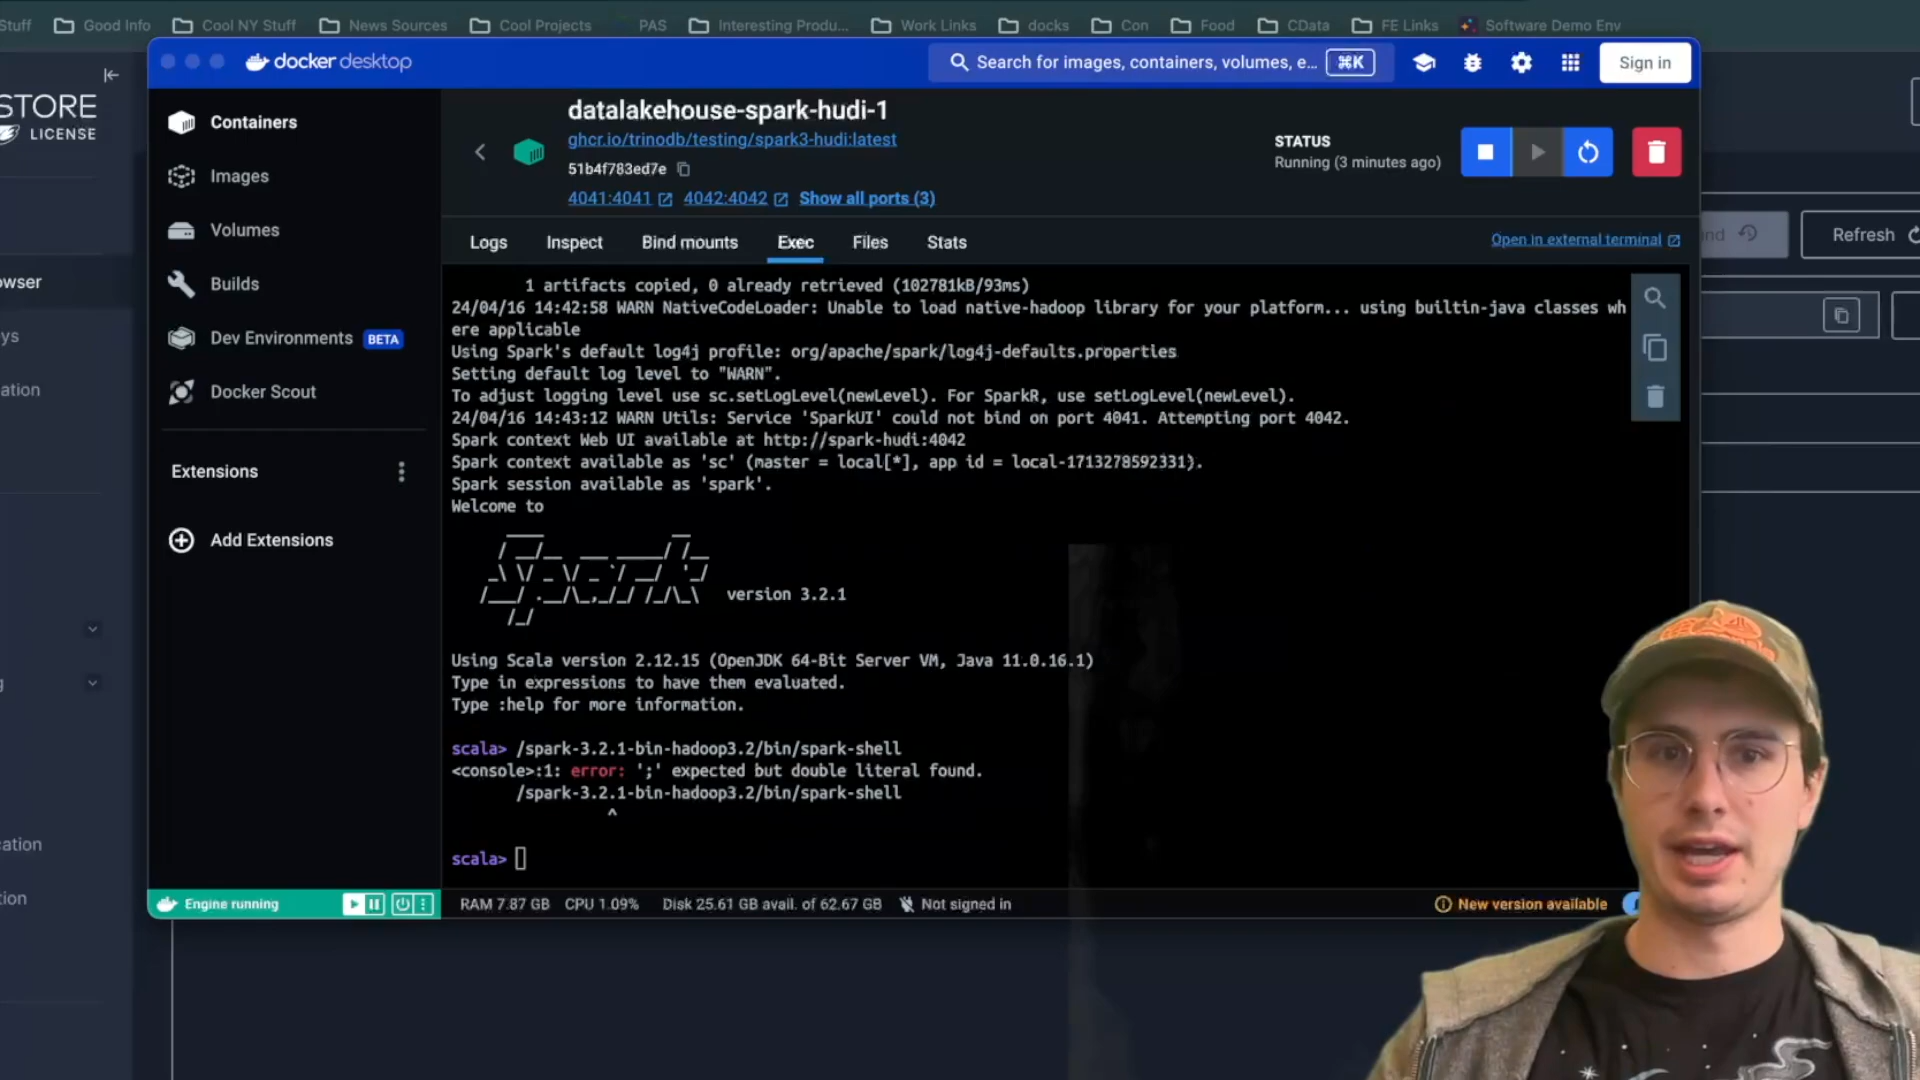 Stuff
Good Info
Cool NY Stuff
News Sources
Cool Projects
PAS
Interesting Produ...
Work Links
docks
Con
Food
CData
FE Links
Software Demo Env
STORE
LICENSE
docker desktop
Search for images, containers, volumes, e...
⌘K
Sign in
Containers
Images
Volumes
Builds
Dev Environments BETA
Docker Scout
Extensions
Add Extensions
datalakehouse-spark-hudi-1
ghcr.io/trinodb/testing/spark3-hudi:latest
51b4f783ed7e
4041:4041 4042:4042 Show all ports (3)
STATUS
Running (3 minutes ago)
Logs
Inspect
Bind mounts
Exec
Files
Stats
Open in external terminal
Refresh
1 artifacts copied, 0 already retrieved (102781kB/93ms)
24/04/16 14:42:58 WARN NativeCodeLoader: Unable to load native-hadoop library for your platform... using builtin-java classes wh
ere applicable
Using Spark's default log4j profile: org/apache/spark/log4j-defaults.properties
Setting default log level to "WARN".
To adjust logging level use sc.setLogLevel(newLevel). For SparkR, use setLogLevel(newLevel).
24/04/16 14:43:12 WARN Utils: Service 'SparkUI' could not bind on port 4041. Attempting port 4042.
Spark context Web UI available at http://spark-hudi:4042
Spark context available as 'sc' (master = local[*], app id = local-1713278592331).
Spark session available as 'spark'.
Welcome to
Spark
version 3.2.1
Using Scala version 2.12.15 (OpenJDK 64-Bit Server VM, Java 11.0.16.1)
Type in expressions to have them evaluated.
Type :help for more information.
scala> /spark-3.2.1-bin-hadoop3.2/bin/spark-shell
<console>:1: error: ';' expected but double literal found.
/spark-3.2.1-bin-hadoop3.2/bin/spark-shell
^
scala>
Engine running
RAM 7.87 GB CPU 1.09% Disk 25.61 GB avail. of 62.67 GB Not signed in
New version available